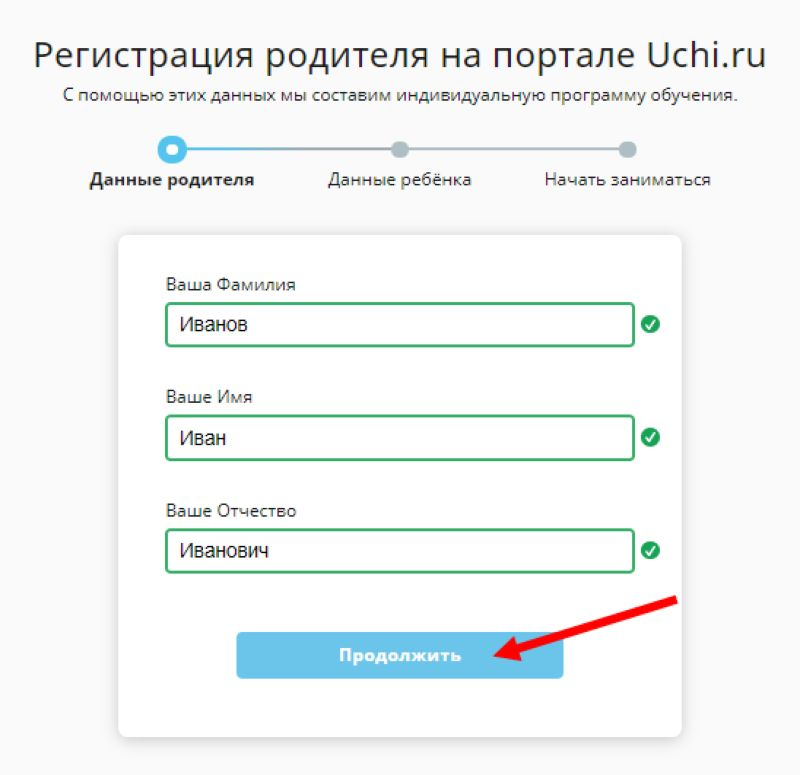 Регистрация родителя на портале Uchi.ru
С помощью этих данных мы составим индивидуальную программу обучения.
Данные родителя Данные ребёнка Начать заниматься
Ваша Фамилия
Иванов
Ваше Имя
Иван
Ваше Отчество
Иванович
Продолжить